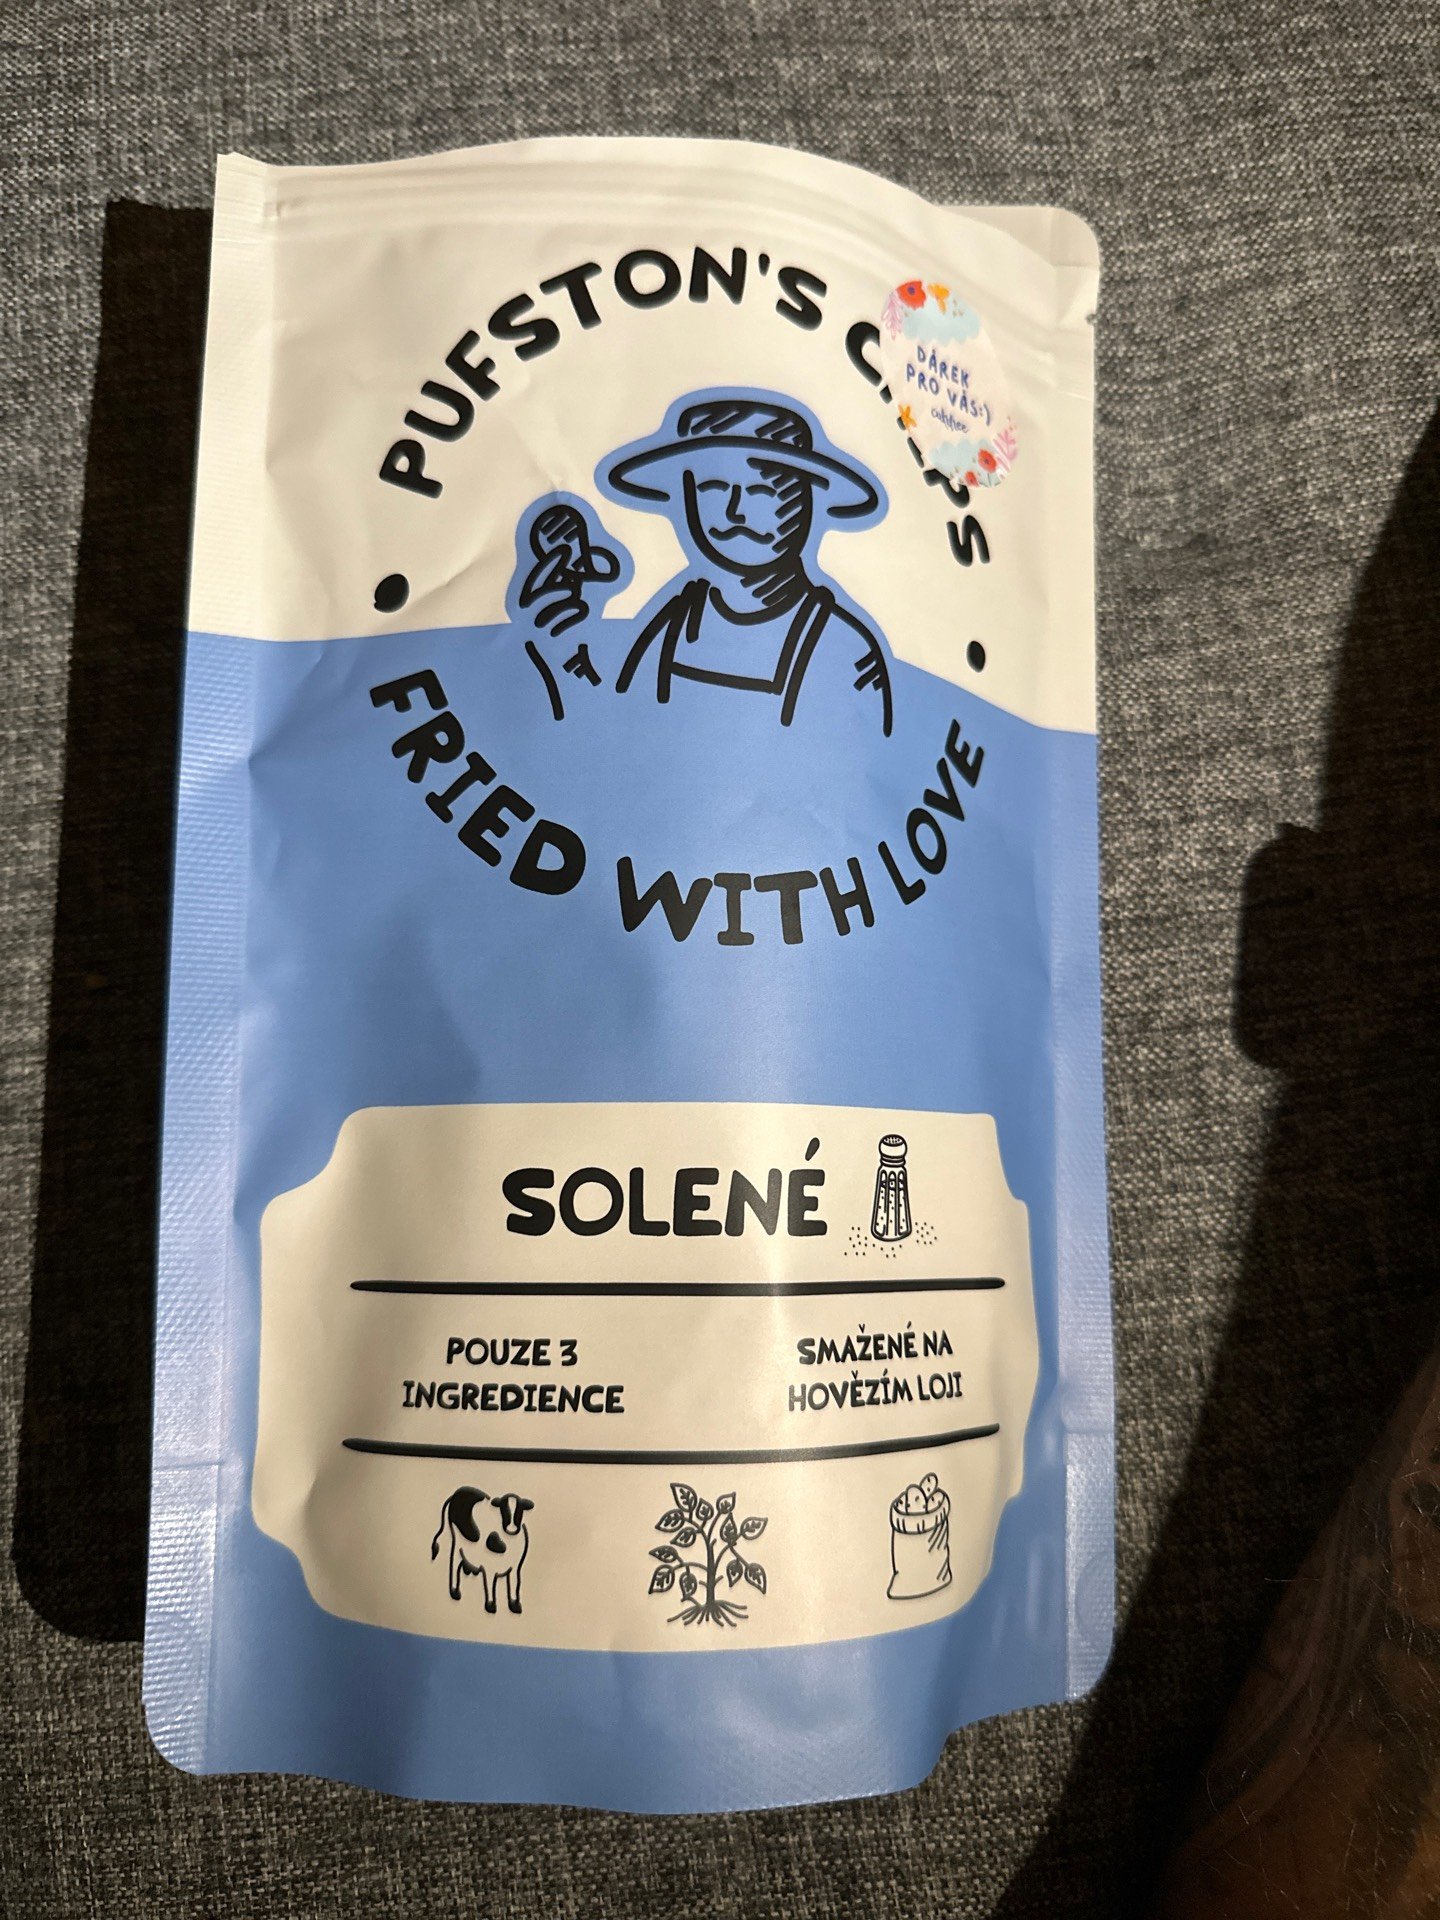 PUFSTON'S
DÁREK
PRO VÁS:)
FRIED WITH LOVE
SOLENÉ
POUZE 3
INGREDIENCE
SMAŽENÉ NA
HOVĚZÍM LOJI